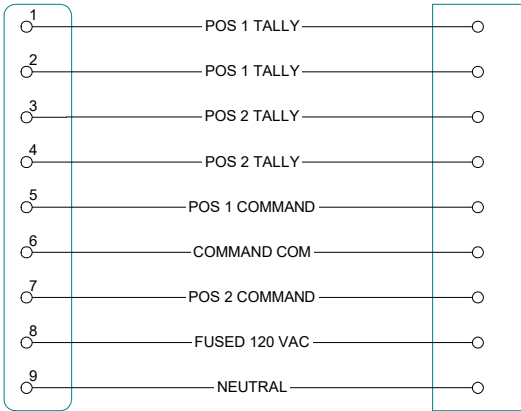 1 POS 1 TALLY
2 POS 1 TALLY
3 POS 2 TALLY
4 POS 2 TALLY
5 POS 1 COMMAND
6 COMMAND COM
7 POS 2 COMMAND
8 FUSED 120 VAC
9 NEUTRAL